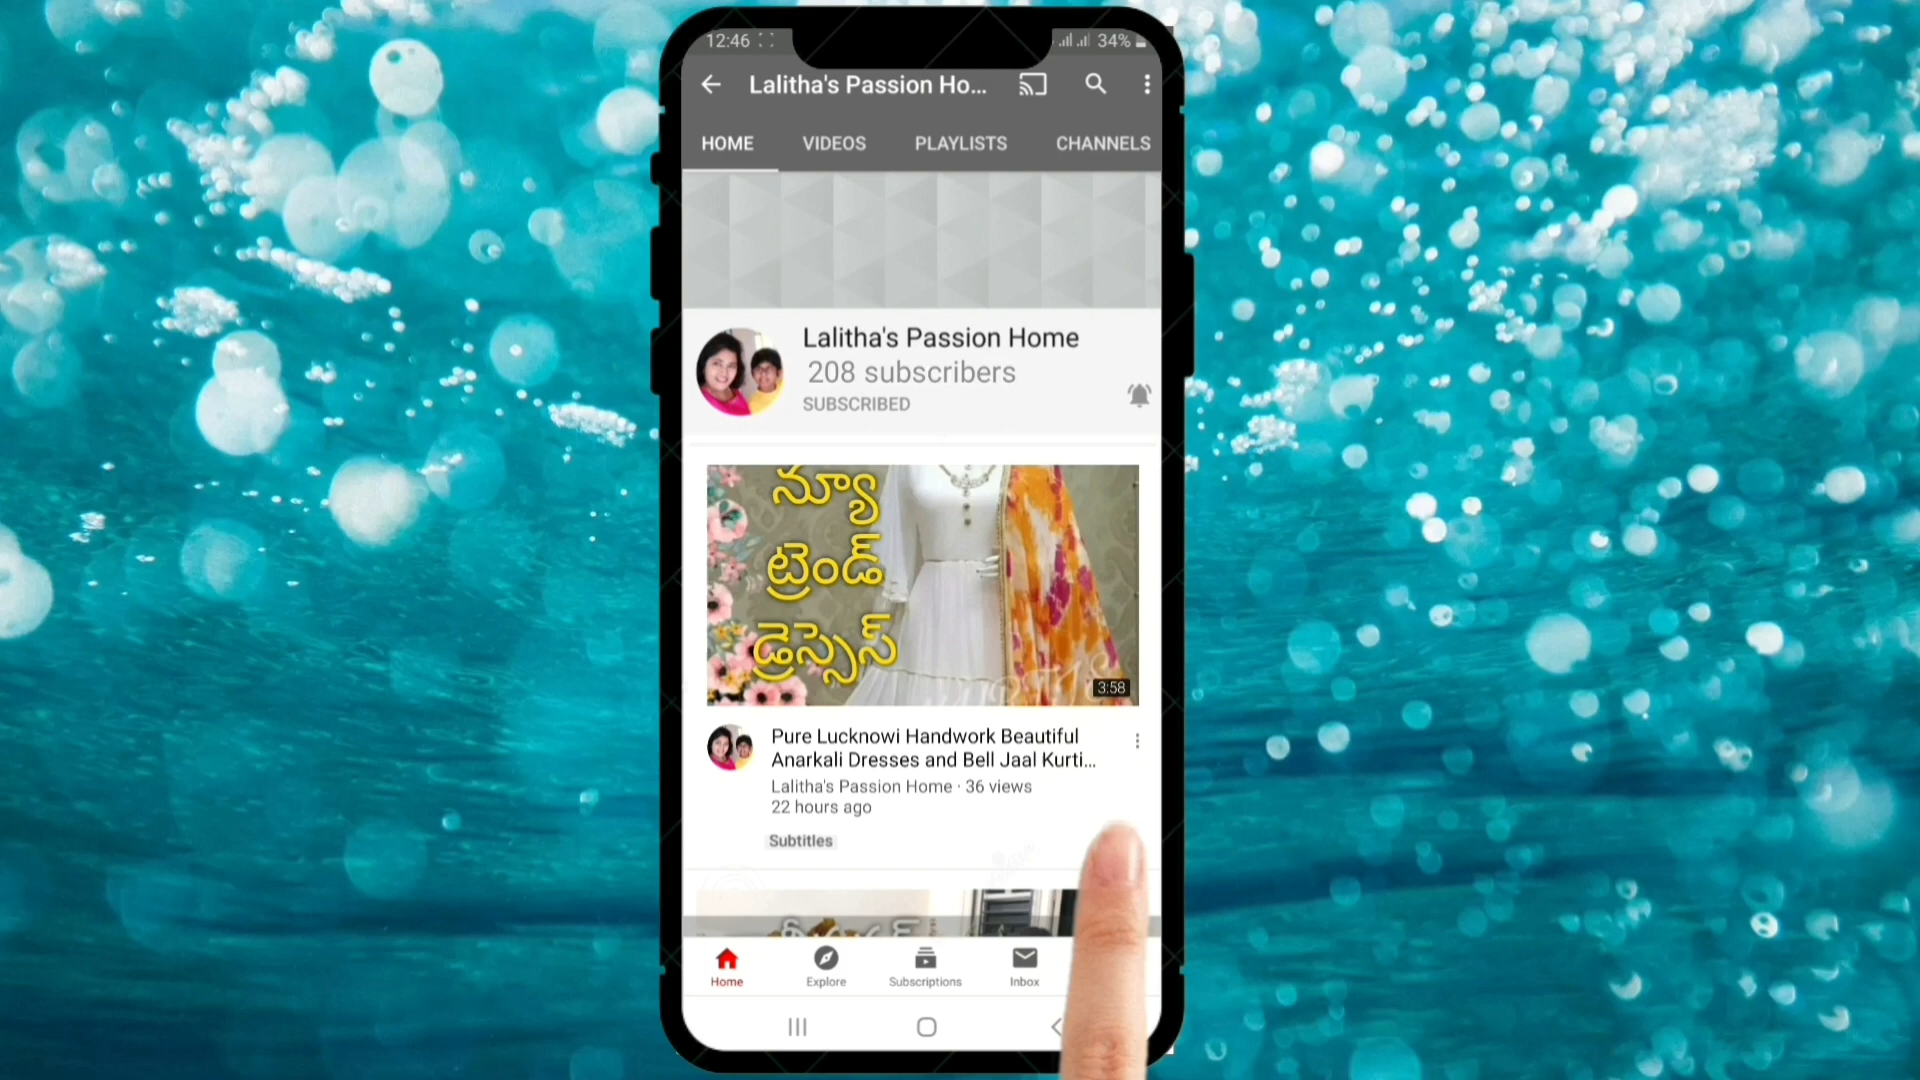 12:46
34%
Lalitha's Passion Ho...
HOME VIDEOS PLAYLISTS CHANNELS
Lalitha's Passion Home
208 subscribers
SUBSCRIBED
న్యూ
ట్రెండ్
డ్రెస్సెస్
3:58
Pure Lucknowi Handwork Beautiful
Anarkali Dresses and Bell Jaal Kurti...
Lalitha's Passion Home · 36 views
22 hours ago
Subtitles
Home Explore Subscriptions Inbox